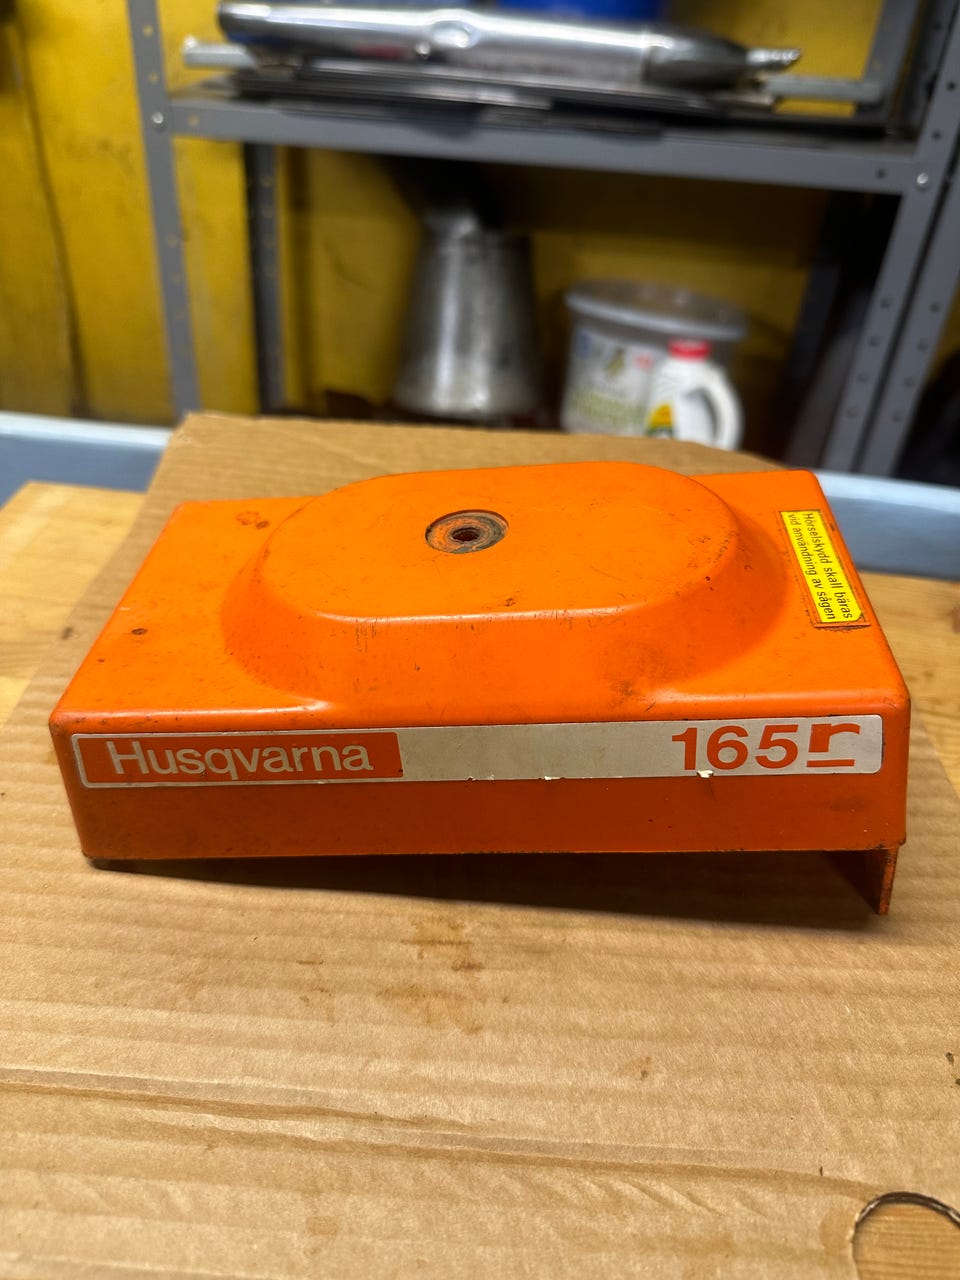 Hörselskydd skall bäras
vid användning av sågen
Husqvarna 165r